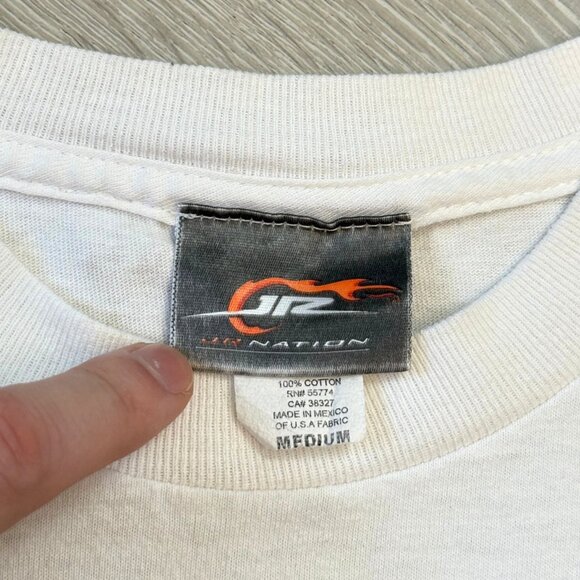 JR
JR NATION
100% COTTON
RN# 55774
CA# 38327
MADE IN MEXICO
OF U.S.A FABRIC
MEDIUM